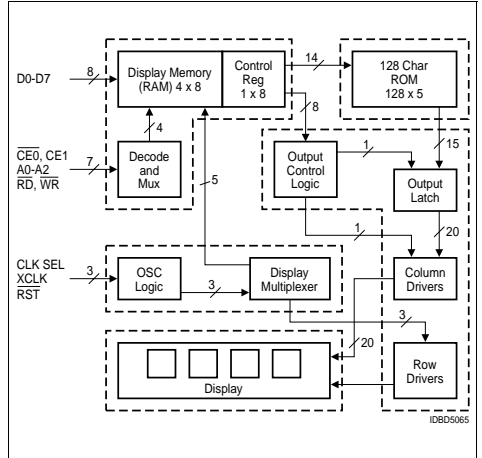 D0-D7
8
Display Memory
(RAM) 4 x 8
Control
Reg
1 x 8
14
128 Char
ROM
128 x 5
8
4
CE0, CE1
A0-A2
RD, WR
7
Decode
and
Mux
5
Output
Control
Logic
1
15
Output
Latch
1
20
CLK SEL
XCLK
RST
3
OSC
Logic
3
Display
Multiplexer
Column
Drivers
3
20
Display
Row
Drivers
IDBD5065